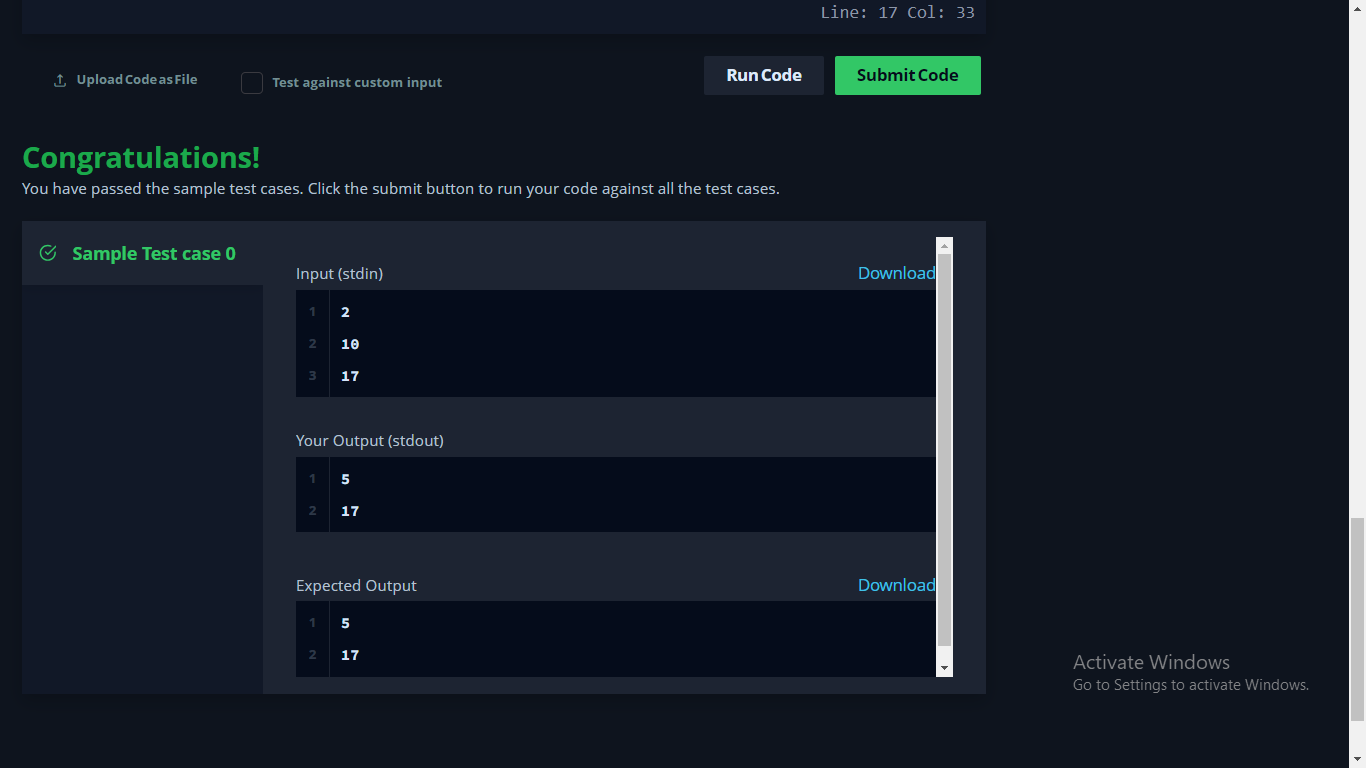 Line: 17 Col: 33
Upload Code as File
Test against custom input
Run Code
Submit Code
Congratulations!
You have passed the sample test cases. Click the submit button to run your code against all the test cases.
Sample Test case 0
Input (stdin)
Download
1 2
2 10
3 17
Your Output (stdout)
1 5
2 17
Expected Output
Download
1 5
2 17
Activate Windows
Go to Settings to activate Windows.